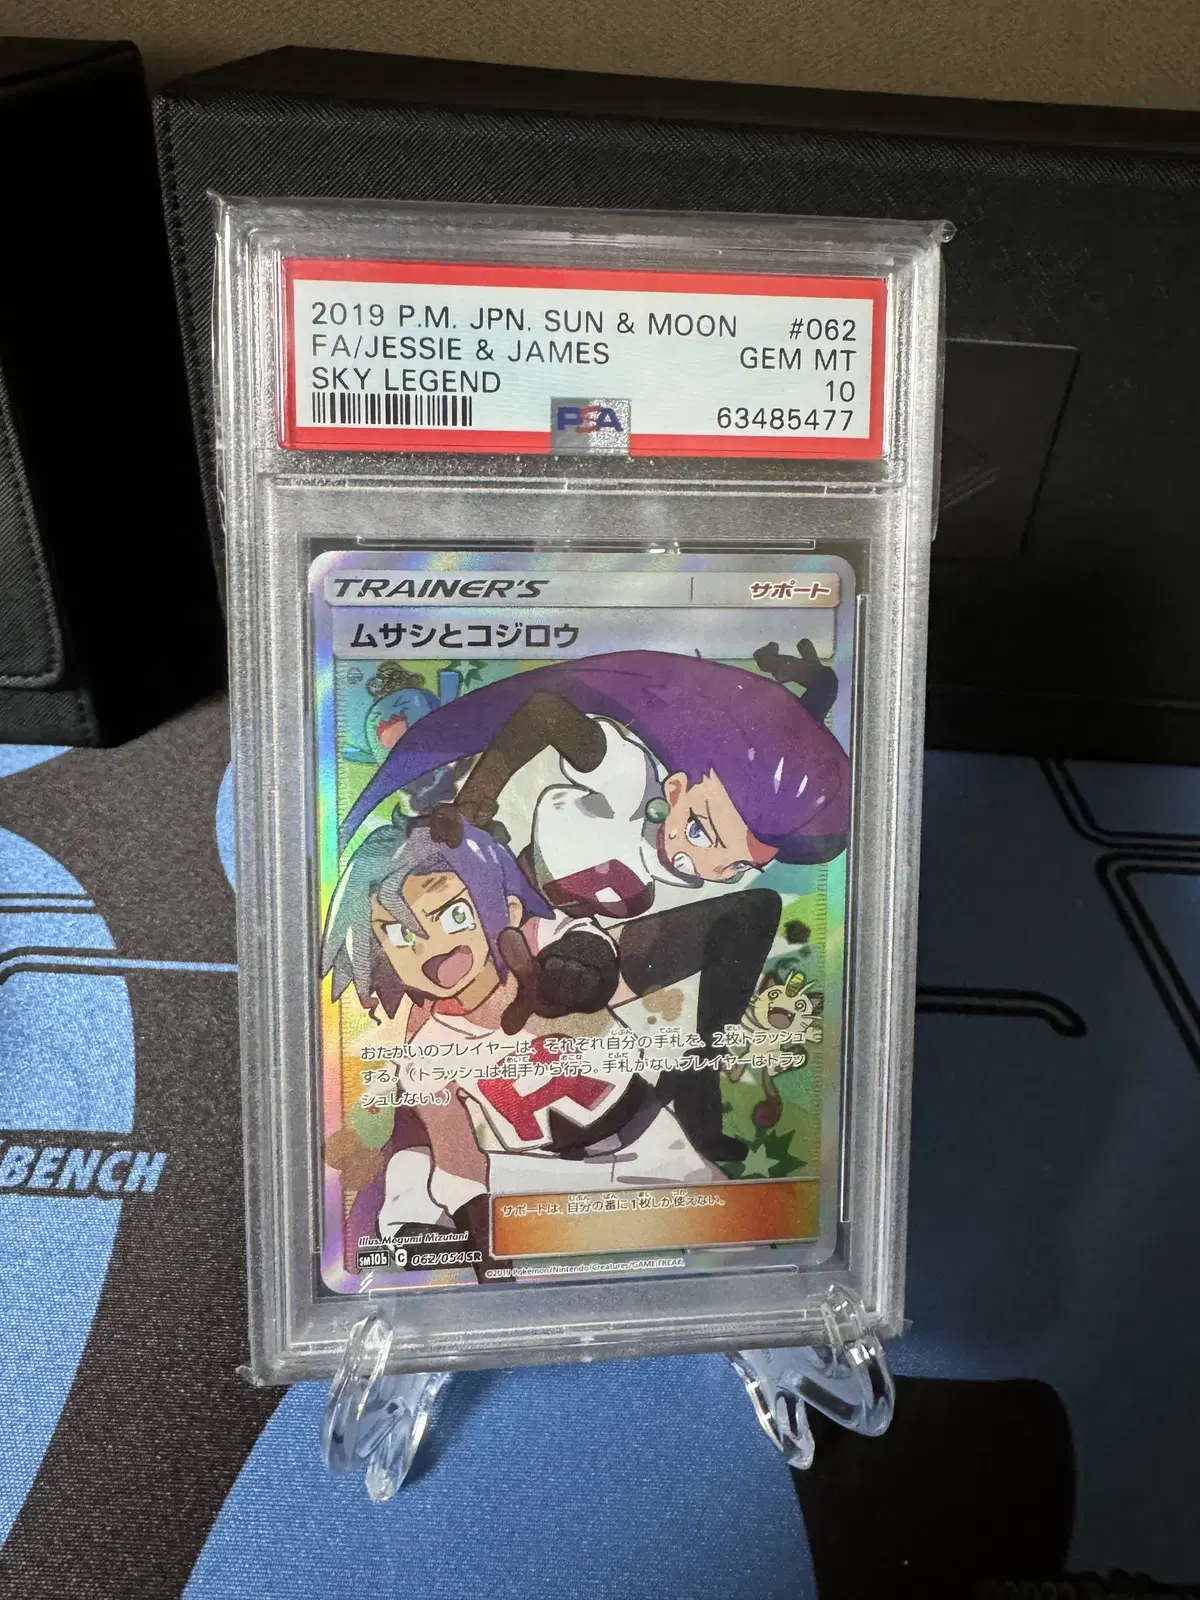 2019 P.M. JPN. SUN & MOON #062
FA/JESSIE & JAMES GEM MT
SKY LEGEND 10
PSA 63485477
TRAINER'S サポート
ムサシとコジロウ
R
おたがいのプレイヤーは、それぞれ自分の手札を、2枚トラッシュ
する。（トラッシュは相手から行う。手札がないプレイヤーはトラッ
シュしない。）
サポートは、自分の番に1枚しか使えない。
Illus. Megumi Mizutani
SM10b C 062/054 SR
©2019 Pokémon/Nintendo/Creatures/GAME FREAK.
BENCH